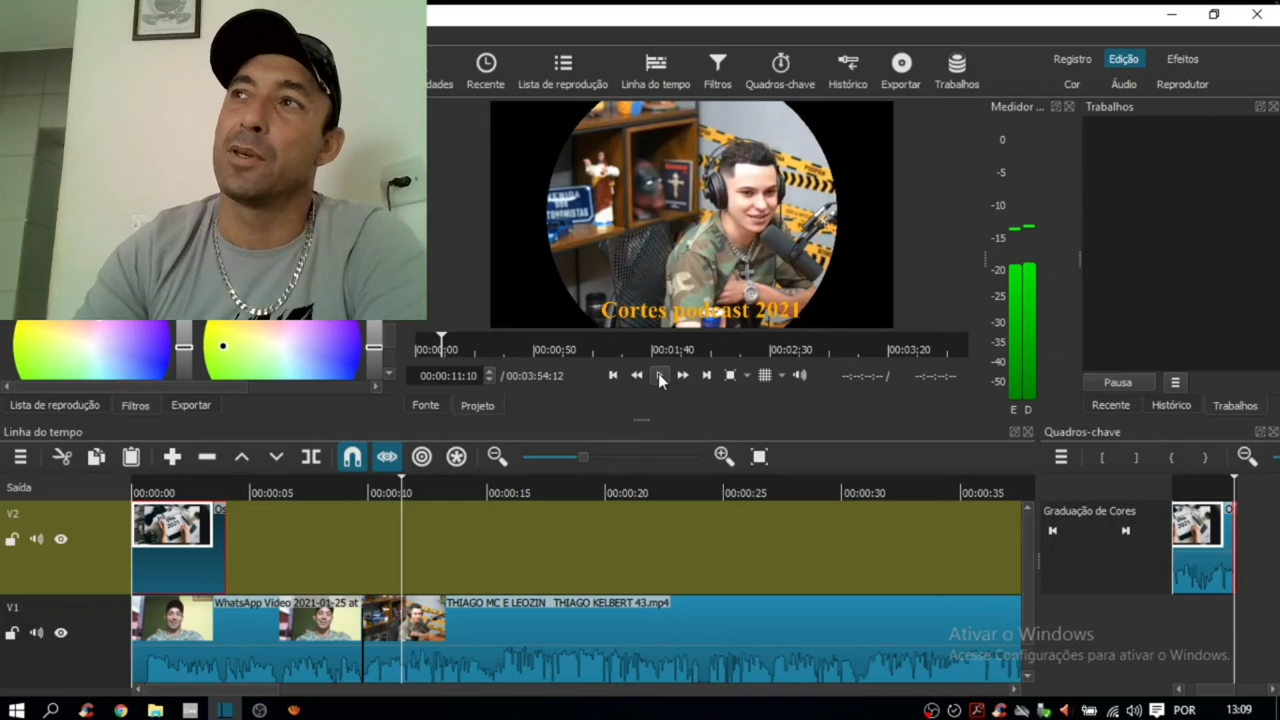 dades
Recente
Lista de reprodução
Linha do tempo
Filtros
Quadros-chave
Histórico
Exportar
Trabalhos
Registro
Edição
Efeitos
Cor
Áudio
Reprodutor
Medidor ...
Trabalhos
0
-5
-10
-15
-20
-25
-30
-35
-40
-50
E D
Cortes podcast 2021
00:00:00
00:00:50
00:01:40
00:02:30
00:03:20
00:00:11:10
/ 00:03:54:12
--:--:--:-- /
--:--:--:--
Pausa
Lista de reprodução
Filtros
Exportar
Fonte
Projeto
Recente
Histórico
Trabalhos
Linha do tempo
Quadros-chave
Saída
00:00:00
00:00:05
00:00:10
00:00:15
00:00:20
00:00:25
00:00:30
00:00:35
V2
2021
Graduação de Cores
V1
WhatsApp Video 2021-01-25 at
THIAGO MC E LEOZIN THIAGO KELBERT 43.mp4
Ativar o Windows
Acesse Configurações para ativar o Windows.
POR
13:09